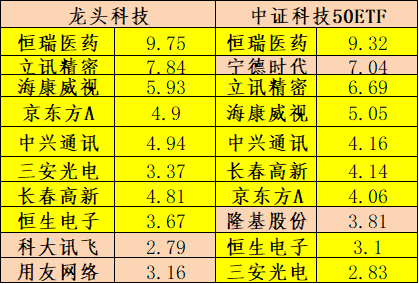 龙头科技 中证科技50ETF
恒瑞医药 9.75 恒瑞医药 9.32
立讯精密 7.84 宁德时代 7.04
海康威视 5.93 立讯精密 6.69
京东方A 4.9 海康威视 5.05
中兴通讯 4.94 中兴通讯 4.16
三安光电 3.37 长春高新 4.14
长春高新 4.81 京东方A 4.06
恒生电子 3.67 隆基股份 3.81
科大讯飞 2.79 恒生电子 3.1
用友网络 3.16 三安光电 2.83